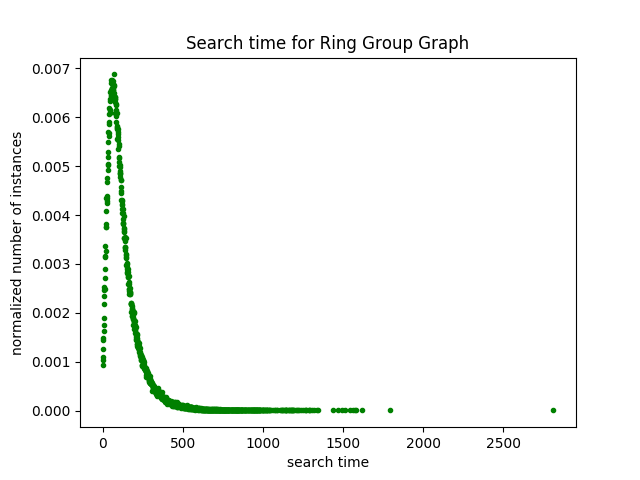 Search time for Ring Group Graph
normalized number of instances
0.007
0.006
0.005
0.004
0.003
0.002
0.001
0.000
0 500 1000 1500 2000 2500
search time